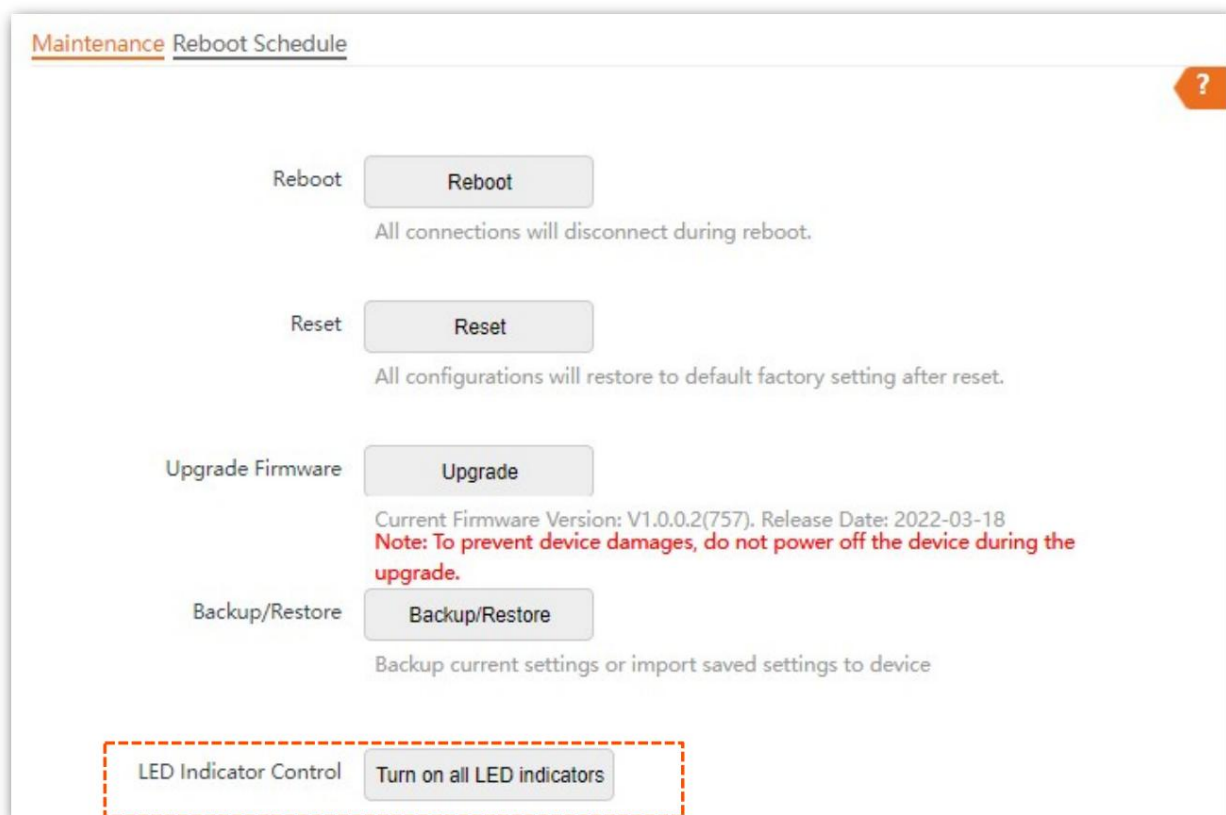 Maintenance Reboot Schedule
?
Reboot Reboot
All connections will disconnect during reboot.
Reset Reset
All configurations will restore to default factory setting after reset.
Upgrade Firmware Upgrade
Current Firmware Version: V1.0.0.2(757). Release Date: 2022-03-18
Note: To prevent device damages, do not power off the device during the
upgrade.
Backup/Restore Backup/Restore
Backup current settings or import saved settings to device
LED Indicator Control Turn on all LED indicators